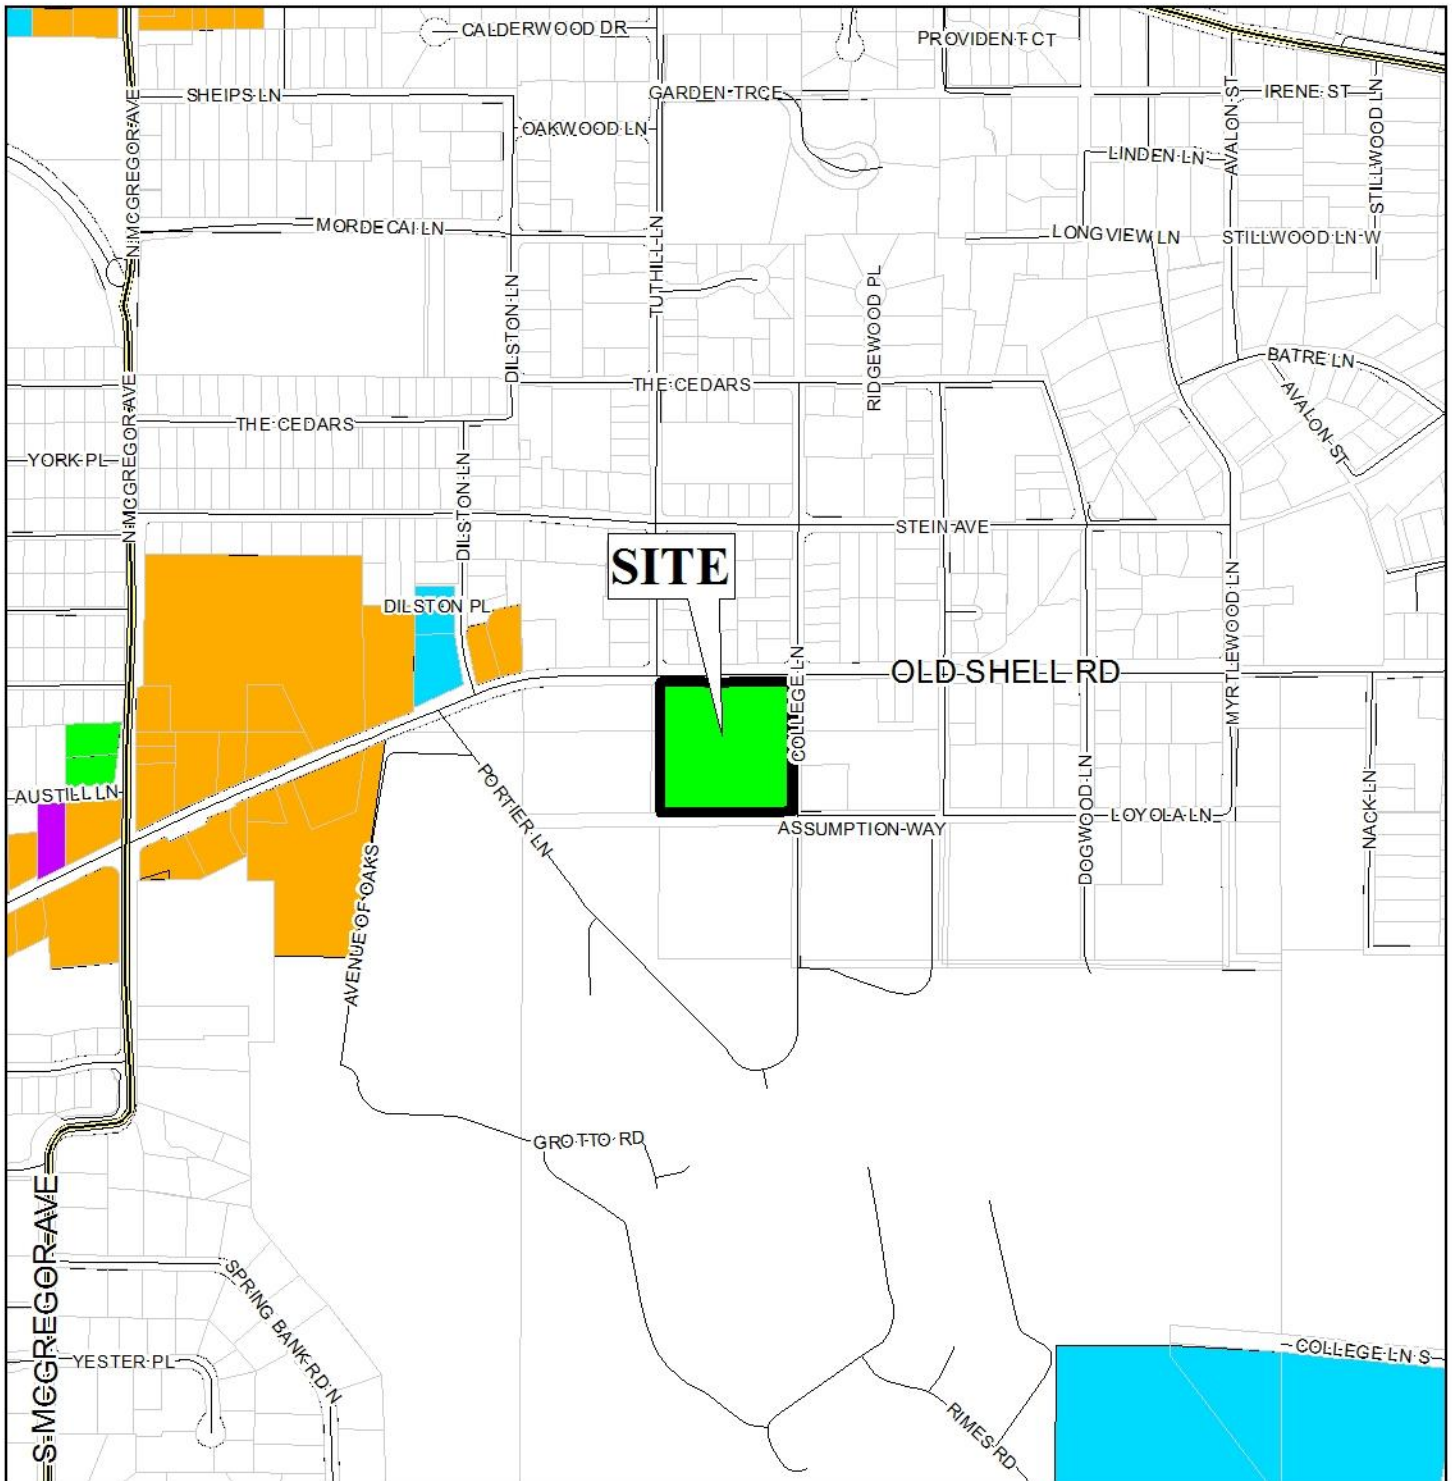 CALDERWOOD DR
PROVIDENT CT
SHEIPS LN
GARDEN TRCE
IRENE ST
OAKWOOD LN
N MCGREGOR AVE
AVALON ST
STILLWOOD LN
LINDEN LN
MORDECAI LN
TUTHILL LN
LONGVIEW LN
STILLWOOD LN W
DILSTON LN
RIDGEWOOD PL
BATRE LN
THE CEDARS
AVALON ST
N MCGREGOR AVE
THE CEDARS
YORK PL
DILSTON LN
STEIN AVE
SITE
DILSTON PL
MYRTLEWOOD LN
COLLEGE LN
OLD SHELL RD
AUSTILL LN
PORTIER LN
DOGWOOD LN
LOYOLA LN
NACK LN
ASSUMPTION WAY
AVENUE OF OAKS
GROTTO RD
S MCGREGOR AVE
SPRING BANK RD N
YESTER PL
COLLEGE LN S
RIMES RD